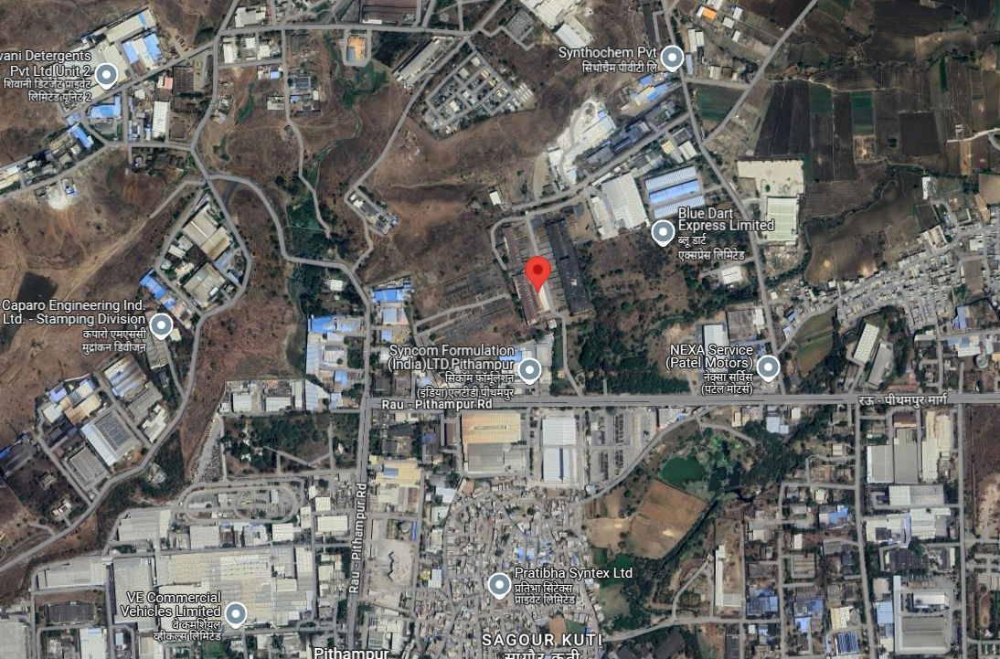 vani Detergents
Pvt Ltd,Unit 2
शिवानी डिटर्जेंट प्राइवेट
लिमिटेड,यूनिट 2
Synthochem Pvt
सिंथोचैम पीवीटी लि
Blue Dart
Express Limited
ब्लू डार्ट
एक्सप्रेस लिमिटेड
Caparo Engineering Ind.
Ltd. - Stamping Division
कपारो एमएससी
मुद्रांकन डिवीजन
Syncom Formulation
(India)LTD,Pithampur
सिंकॉम फॉर्मूलेशन
(इंडिया)एलटीडी,पीथमपुर
NEXA Service
(Patel Motors)
नेक्सा सर्विस
(पटेल मोटर्स)
Rau - Pithampur Rd
रऊ - पीथमपुर मार्ग
Rau - Pithampur Rd
Pratibha Syntex Ltd
प्रतिभा सिंटेक्स
प्राइवेट लिमिटेड
VE Commercial
Vehicles Limited
वे कमर्शियल
व्हीकल्स लिमिटेड
SAGOUR KUTI
सागौर कुटी
Pithampur